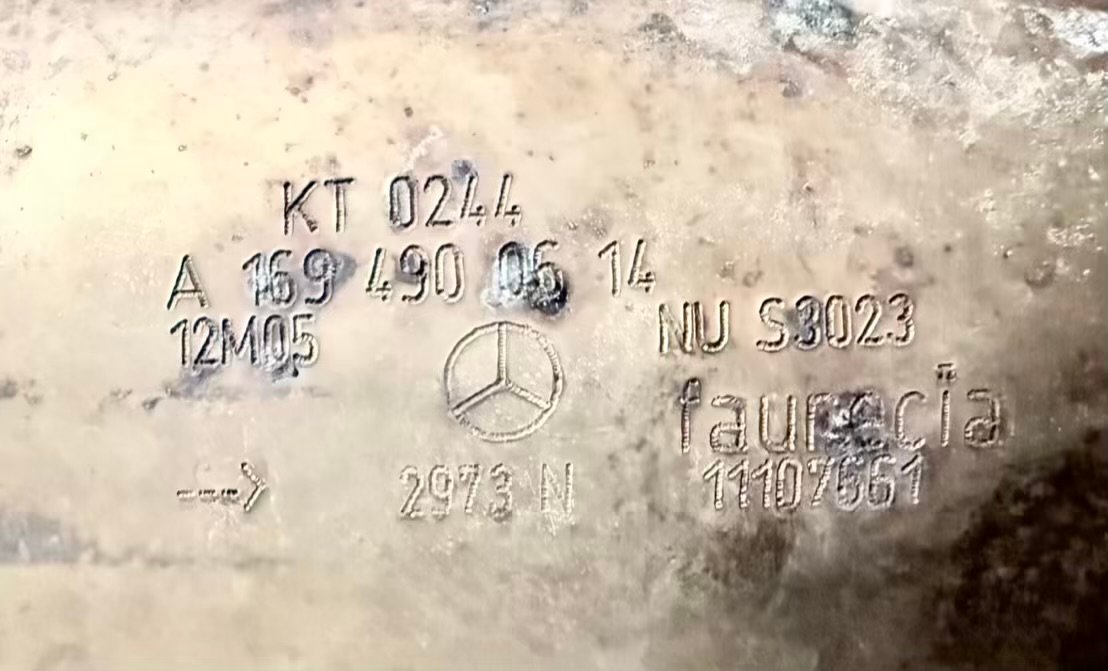 KT 0244
A 169 490 06 14
12M05
NU S3023
faurecia
---> 2973 N
11107661